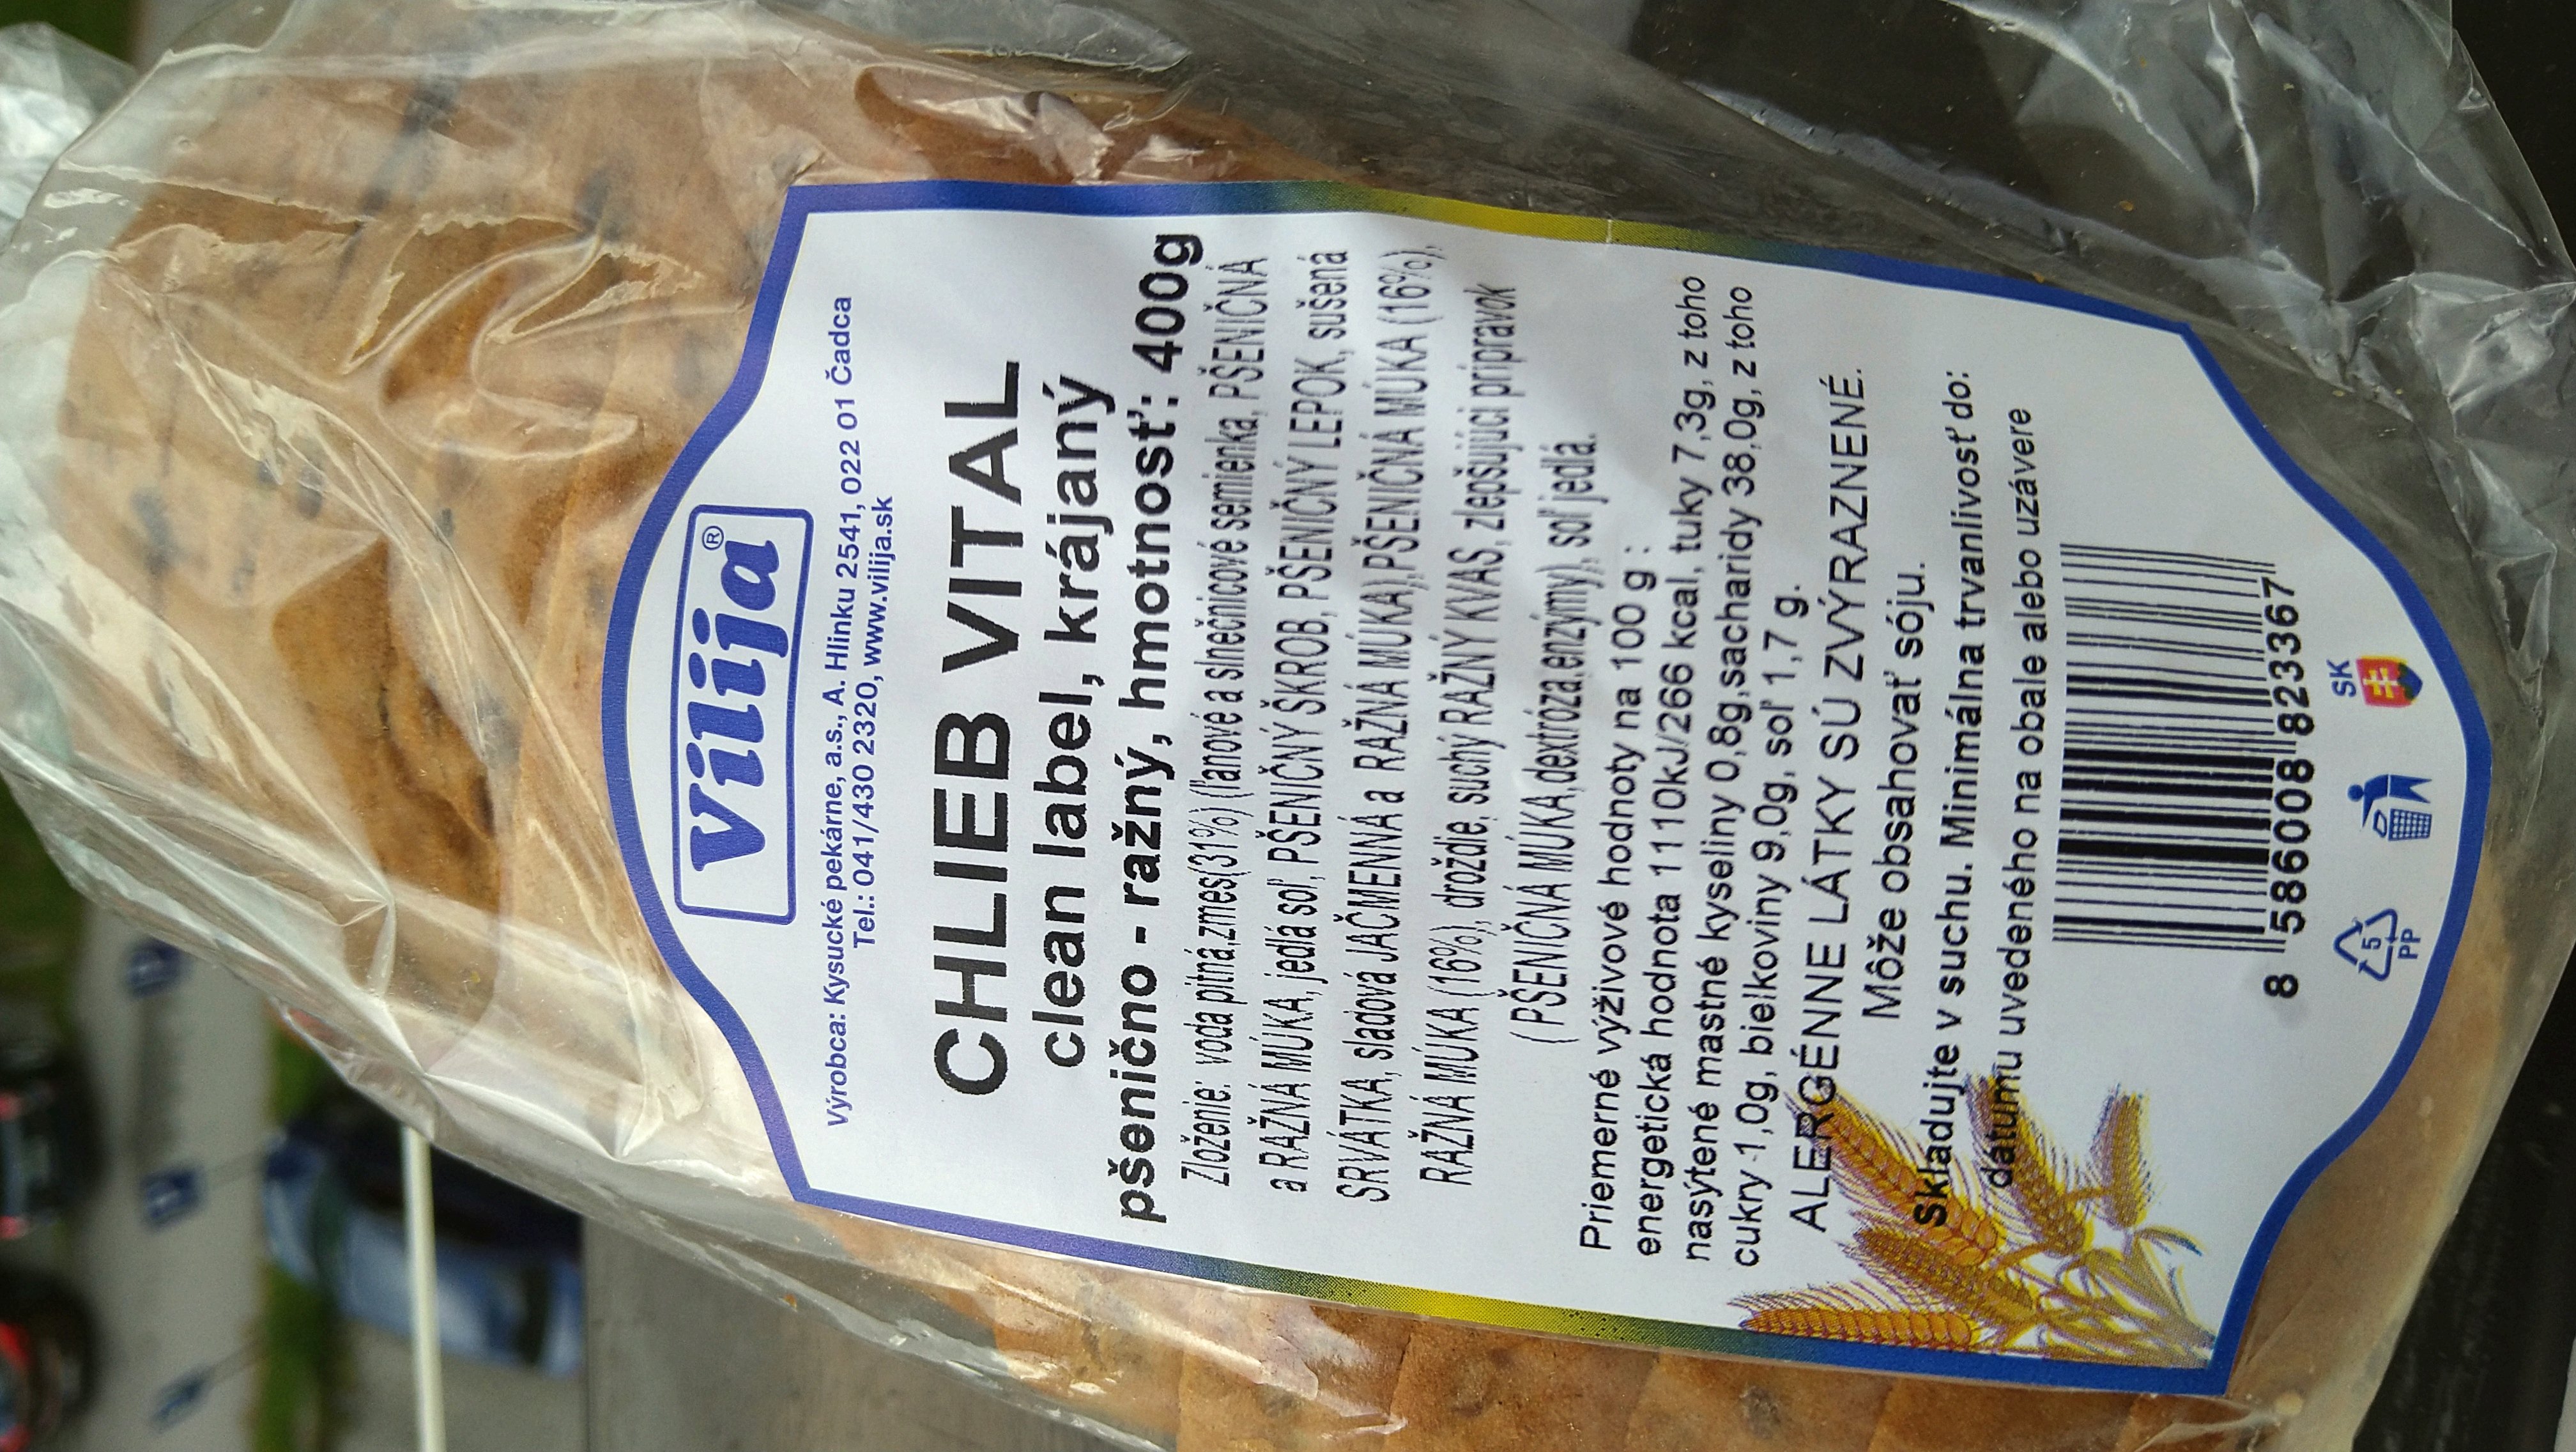 Vilija®
Výrobca: Kysucké pekárne, a.s., A. Hlinku 2541, 022 01 Čadca
Tel.: 041/430 2320, www.vilija.sk
CHLIEB VITAL
clean label, krájaný
pšenično - ražný, hmotnosť: 400g
Zloženie: voda pitná,zmes(31%) (ľanové a slnečnicové semienka, PŠENIČNÁ
a RAŽNÁ MÚKA, jedlá soľ, PŠENIČNÝ ŠKROB, PŠENIČNÝ LEPOK, sušená
SRVÁTKA, sladová JAČMENNÁ a RAŽNÁ MÚKA),PŠENIČNÁ MÚKA (16%),
RAŽNÁ MÚKA (16%), droždie, suchý RAŽNÝ KVAS, zlepšujúci prípravok
( PŠENIČNÁ MÚKA,dextróza,enzýmy), soľ jedlá.
Priemerné výživové hodnoty na 100 g :
energetická hodnota 1110kJ/266 kcal, tuky 7,3g, z toho
nasýtené mastné kyseliny 0,8g,sacharidy 38,0g, z toho
cukry 1,0g, bielkoviny 9,0g, soľ 1,7 g.
ALERGÉNNE LÁTKY SÚ ZVÝRAZNENÉ.
Môže obsahovať sóju.
Skladujte v suchu. Minimálna trvanlivosť do:
dátumu uvedeného na obale alebo uzávere
8 586008 823367
5
PP
SK